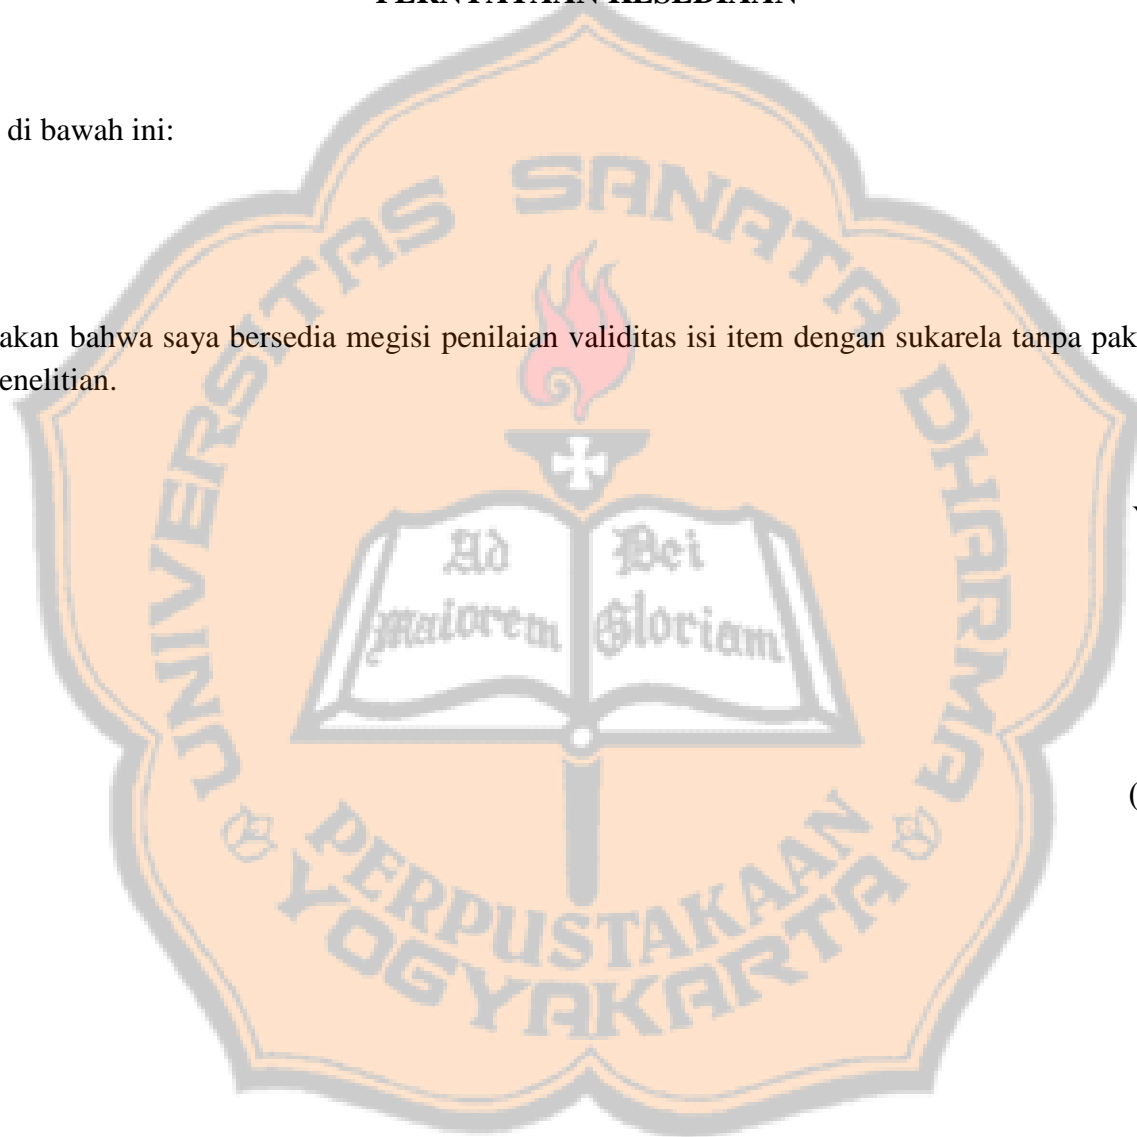 PERNYATAAN KESEDIAAN
di bawah ini:
akan bahwa saya bersedia megisi penilaian validitas isi item dengan sukarela tanpa pak
enelitian.
(
UNIVERSITAS SANATA DHARMA
Ad Dei
maiorem Gloriam
PERPUSTAKAAN
YOGYAKARTA